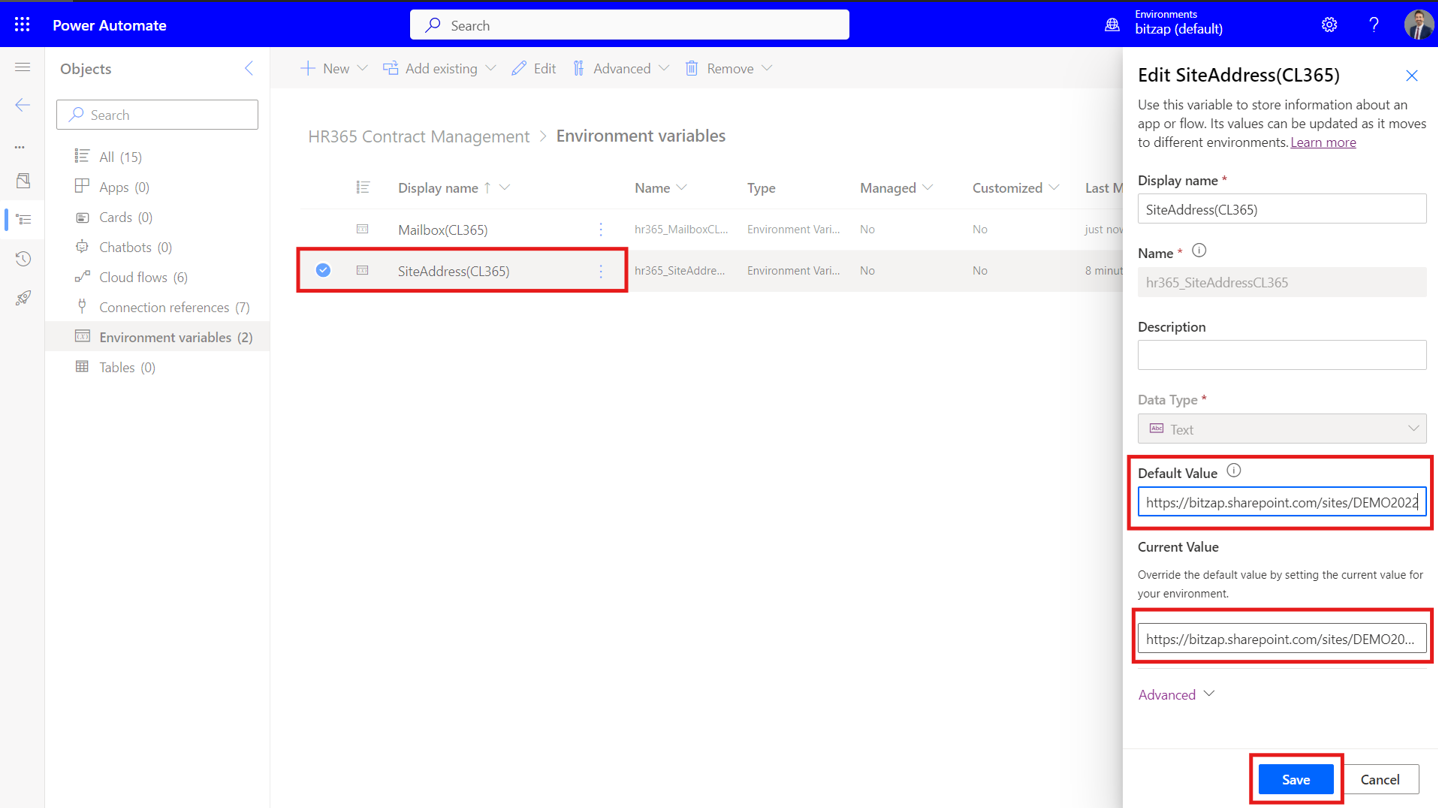 Power Automate
Search
Environments
bitzap (default)
Objects
Search
All (15)
Apps (0)
Cards (0)
Chatbots (0)
Cloud flows (6)
Connection references (7)
Environment variables (2)
Tables (0)
New
Add existing
Edit
Advanced
Remove
HR365 Contract Management > Environment variables
Display name ↑ Name Type Managed Customized Last M
Mailbox(CL365) hr365_MailboxCL... Environment Vari... No No just now
SiteAddress(CL365) hr365_SiteAddre... Environment Vari... No No 8 minut
Edit SiteAddress(CL365)
Use this variable to store information about an
app or flow. Its values can be updated as it moves
to different environments. Learn more
Display name *
SiteAddress(CL365)
Name *
hr365_SiteAddressCL365
Description
Data Type *
Abc Text
Default Value
https://bitzap.sharepoint.com/sites/DEMO2022
Current Value
Override the default value by setting the current value for
your environment.
https://bitzap.sharepoint.com/sites/DEMO20...
Advanced
Save
Cancel